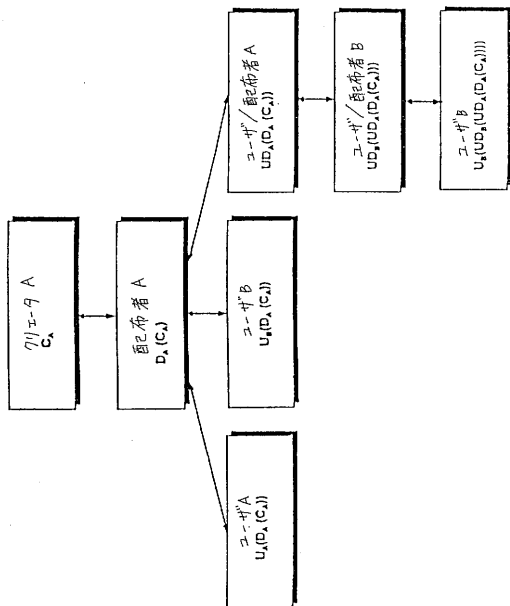 クリエータ A
C_A
配布者 A
D_A (C_A)
ユーザ A
U_A(D_A (C_A))
ユーザ B
U_B(D_A (C_A))
ユーザ/配布者 A
UD_A(D_A (C_A))
ユーザ/配布者 B
UD_B(UD_A(D_A(C_A)))
ユーザ B
U_B(UD_B(UD_A(D_A(C_A))))